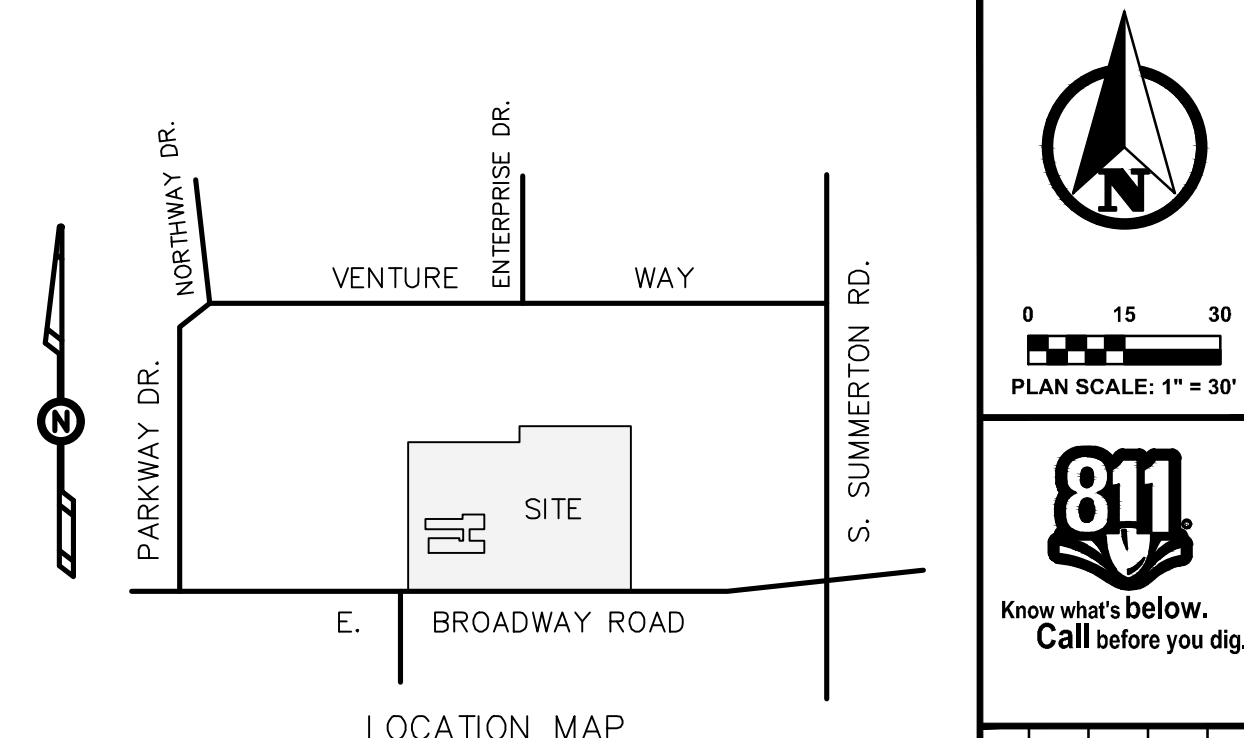 NORTHWAY DR.
ENTERPRISE DR.
VENTURE WAY
S. SUMMERTON RD.
PARKWAY DR.
N
SITE
E. BROADWAY ROAD
LOCATION MAP
N
0 15 30
PLAN SCALE: 1" = 30'
811®
Know what's below.
Call before you dig.